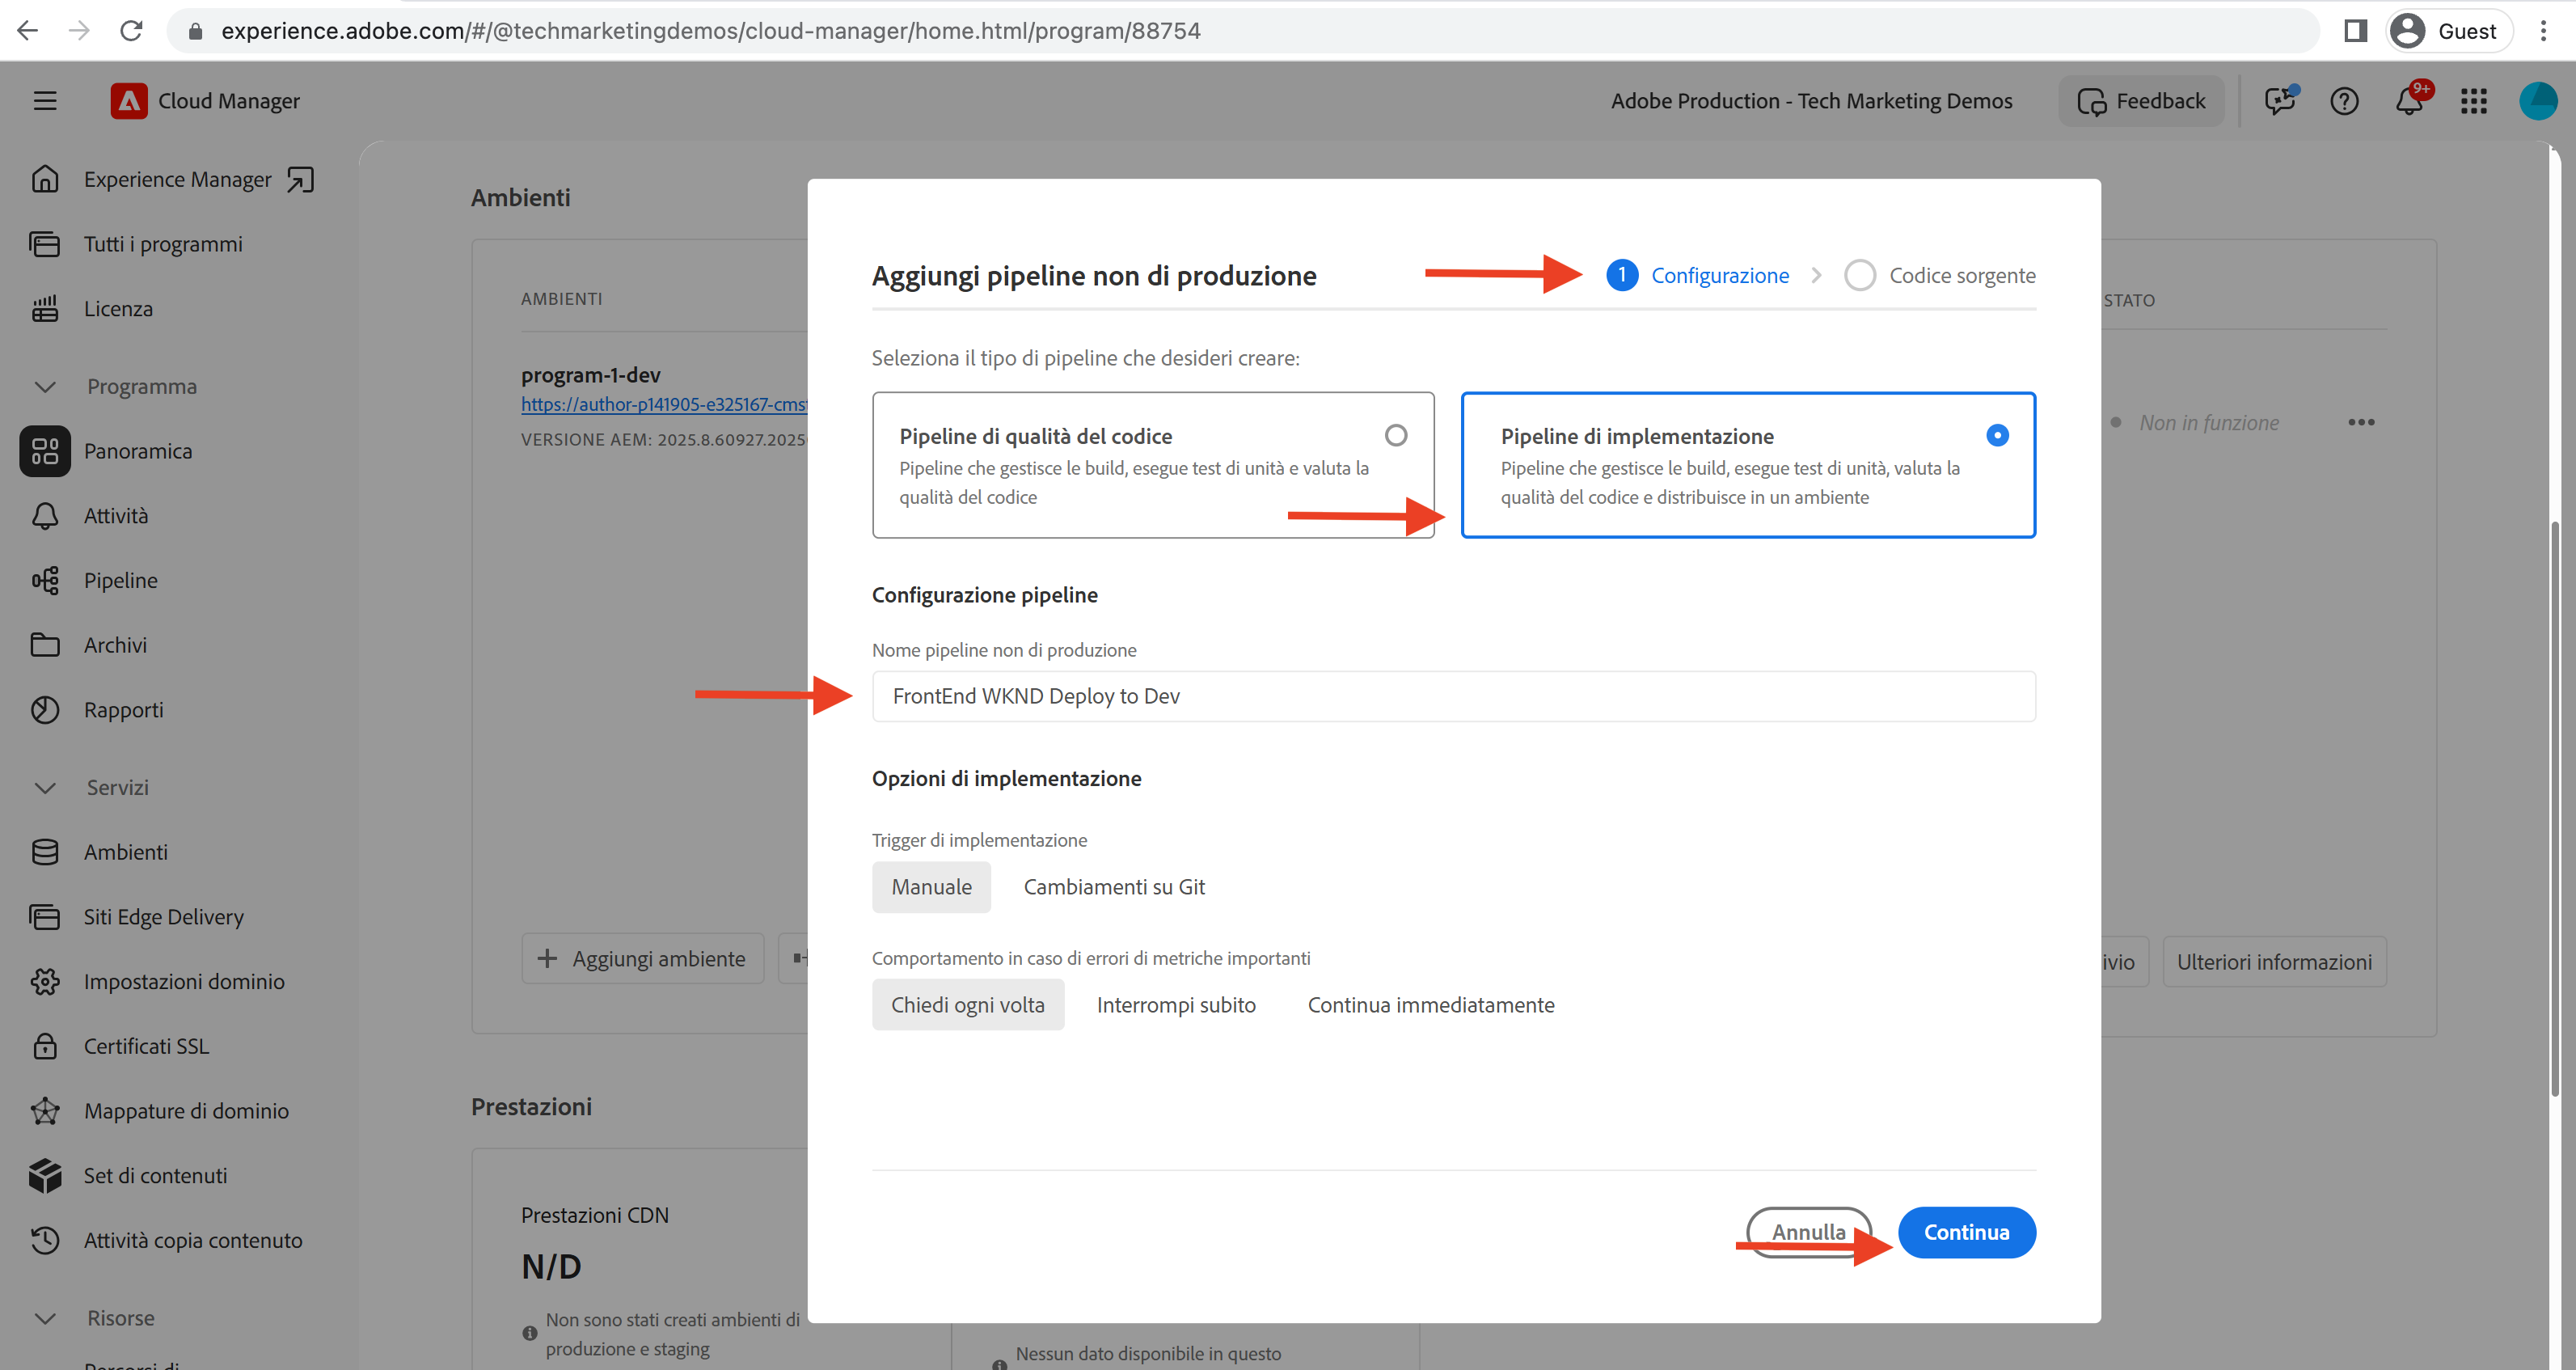 experience.adobe.com/#/@techmarketingdemos/cloud-manager/home.html/program/88754
Guest
Cloud Manager
Adobe Production - Tech Marketing Demos
Feedback
9+
Experience Manager
Tutti i programmi
Licenza
Programma
Panoramica
Attività
Pipeline
Archivi
Rapporti
Servizi
Ambienti
Siti Edge Delivery
Impostazioni dominio
Certificati SSL
Mappature di dominio
Set di contenuti
Attività copia contenuto
Risorse
Ambienti
AMBIENTI
program-1-dev
https://author-p141905-e325167-cms
VERSIONE AEM: 2025.8.60927.2025
Aggiungi ambiente
STATO
Non in funzione
ivio
Ulteriori informazioni
Prestazioni
Prestazioni CDN
N/D
Non sono stati creati ambienti di
produzione e staging
Nessun dato disponibile in questo
Aggiungi pipeline non di produzione
1 Configurazione
Codice sorgente
Seleziona il tipo di pipeline che desideri creare:
Pipeline di qualità del codice
Pipeline che gestisce le build, esegue test di unità e valuta la
qualità del codice
Pipeline di implementazione
Pipeline che gestisce le build, esegue test di unità, valuta la
qualità del codice e distribuisce in un ambiente
Configurazione pipeline
Nome pipeline non di produzione
FrontEnd WKND Deploy to Dev
Opzioni di implementazione
Trigger di implementazione
Manuale
Cambiamenti su Git
Comportamento in caso di errori di metriche importanti
Chiedi ogni volta
Interrompi subito
Continua immediatamente
Annulla
Continua